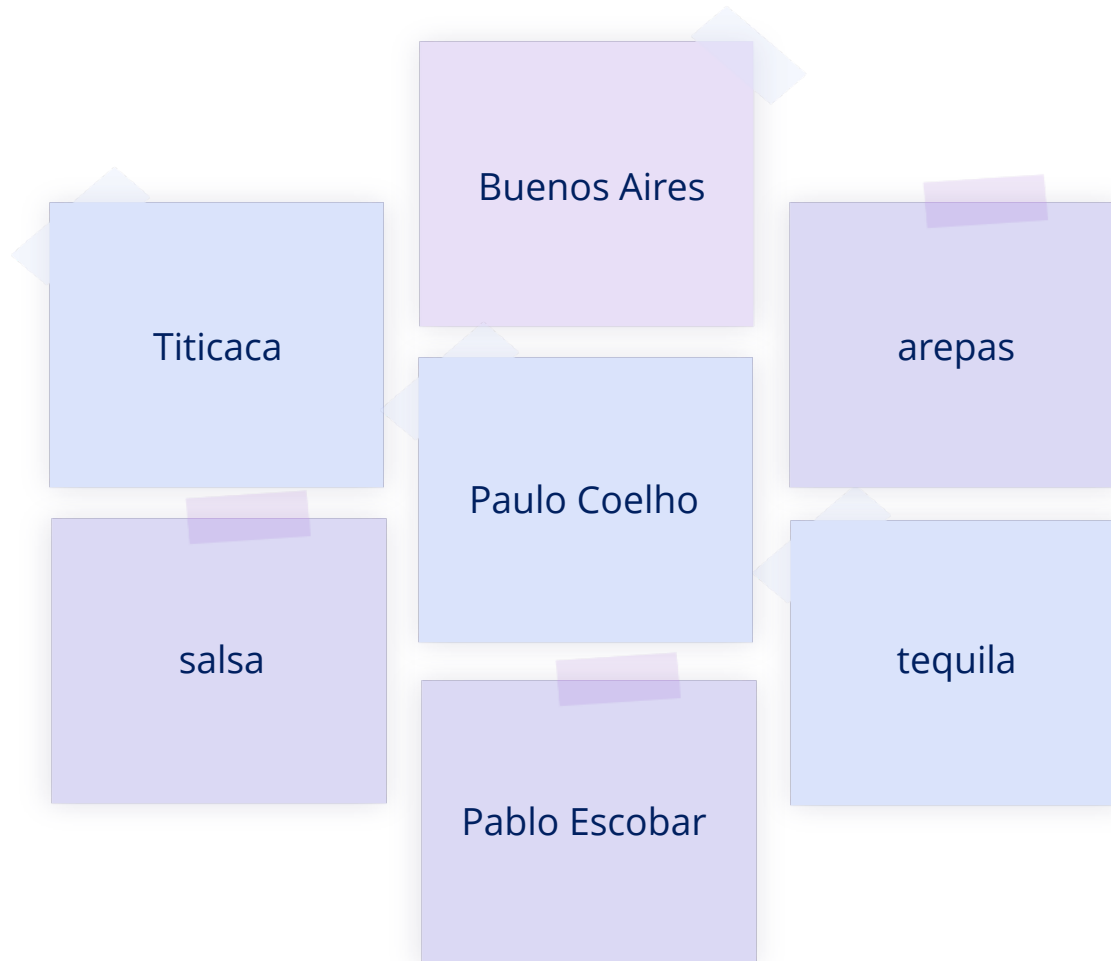 Buenos Aires
Titicaca
arepas
Paulo Coelho
salsa
tequila
Pablo Escobar